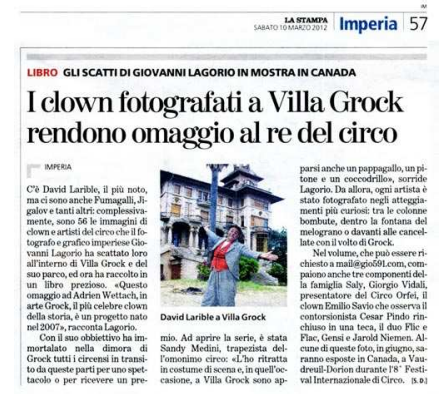 LA STAMPA
SABATO 10 MARZO 2012
Imperia
57
LIBRO GLI SCATTI DI GIOVANNI LAGORIO IN MOSTRA IN CANADA
I clown fotografati a Villa Grock
rendono omaggio al re del circo
IMPERIA
C'è David Larible, il più noto,
ma ci sono anche Fumagalli, Ji-
galov e tanti altri: complessiva-
mente, sono 56 le immagini di
clown e artisti del circo che il fo-
tografo e grafico imperiese Gio-
vanni Lagorio ha scattato loro
all'interno di Villa Grock e del
suo parco, ed ora ha raccolto in
un libro prezioso. «Questo
omaggio ad Adrien Wettach, in
arte Grock, il più celebre clown
della storia, è un progetto nato
nel 2007», racconta Lagorio.
Con il suo obbiettivo ha im-
mortalato nella dimora di
Grock tutti i circensi in transi-
to da queste parti per uno spet-
tacolo o per ricevere un pre-
David Larible a Villa Grock
mio. Ad aprire la serie, è stata
Sandy Medini, trapezista del-
l'omonimo circo: «L'ho ritratta
in costume di scena e, in quell'oc-
casione, a Villa Grock sono ap-
parsi anche un pappagallo, un pi-
tone e un coccodrillo», sorride
Lagorio. Da allora, ogni artista è
stato fotografato negli atteggia-
menti più curiosi: tra le colonne
bombute, dentro la fontana del
melograno o davanti alle cancel-
late con il volto di Grock.
Nel volume, che può essere ri-
chiesto a mail@gio591.com, com-
paiono anche tre componenti del-
la famiglia Saly, Giorgio Vidali,
presentatore del Circo Orfei, il
clown Emilio Savio che osserva il
contorsionista Cesar Pindo rin-
chiuso in una teca, il duo Flic e
Flac, Gensi e Jarold Niemen. Al-
cune di queste foto, in giugno, sa-
ranno esposte in Canada, a Vau-
dreuil-Dorion durante l'8° Festi-
val Internazionale di Circo. [S. D.]